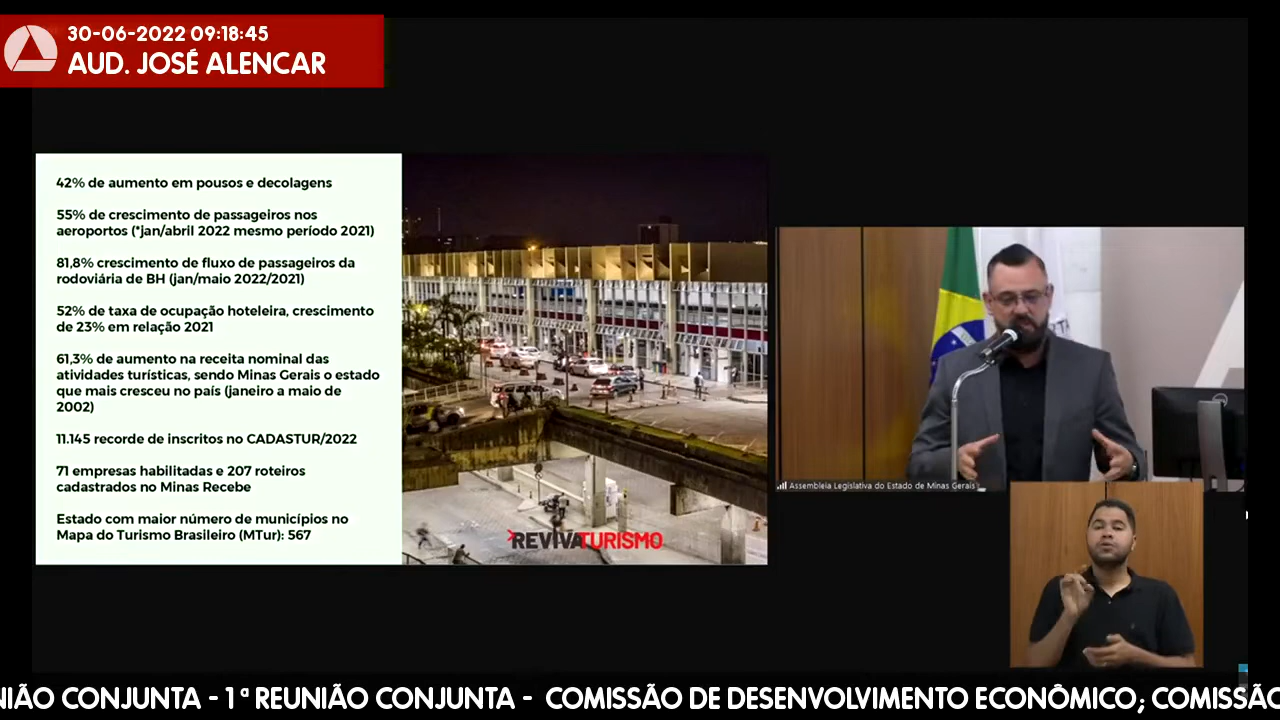 30-06-2022 09:18:45
AUD. JOSÉ ALENCAR
42% de aumento em pousos e decolagens
55% de crescimento de passageiros nos
aeroportos (*jan/abril 2022 mesmo período 2021)
81,8% crescimento de fluxo de passageiros da
rodoviária de BH (jan/maio 2022/2021)
52% de taxa de ocupação hoteleira, crescimento
de 23% em relação 2021
61,3% de aumento na receita nominal das
atividades turísticas, sendo Minas Gerais o estado
que mais cresceu no país (janeiro a maio de
2002)
11.145 recorde de inscritos no CADASTUR/2022
71 empresas habilitadas e 207 roteiros
cadastrados no Minas Recebe
Estado com maior número de municípios no
Mapa do Turismo Brasileiro (MTur): 567
REVIVATURISMO
Assembleia Legislativa do Estado de Minas Gerais
NIÃO CONJUNTA - 1ª REUNIÃO CONJUNTA - COMISSÃO DE DESENVOLVIMENTO ECONÔMICO; COMISSÃO